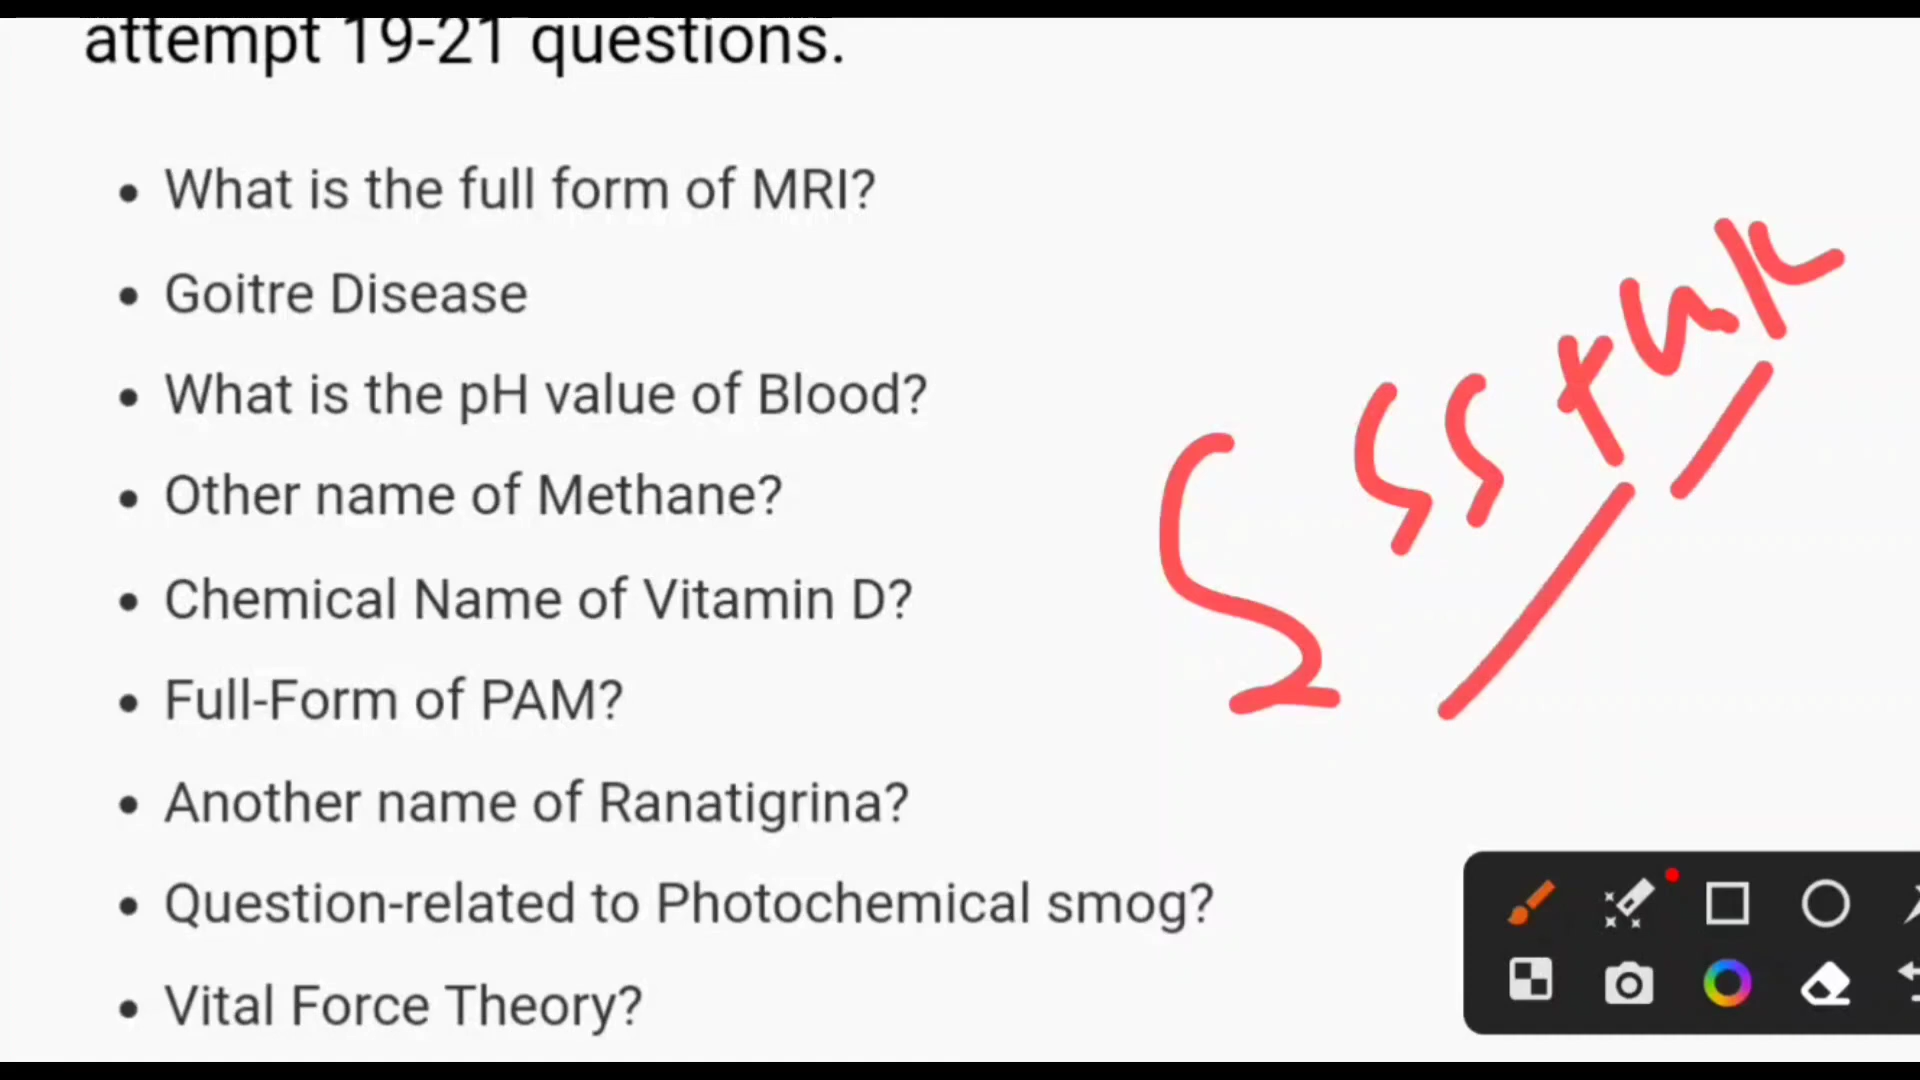 attempt 19-21 questions.
• What is the full form of MRI?
• Goitre Disease
• What is the pH value of Blood?
• Other name of Methane?
• Chemical Name of Vitamin D?
• Full-Form of PAM?
• Another name of Ranatigrina?
• Question-related to Photochemical smog?
• Vital Force Theory?